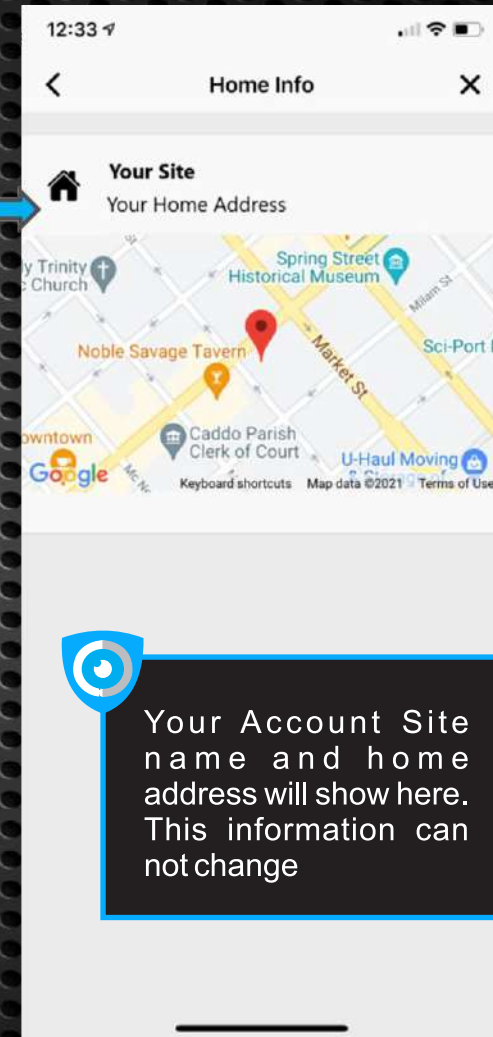 12:33
Home Info
Your Site
Your Home Address
y Trinity
Church
Spring Street
Historical Museum
Milam St
Noble Savage Tavern
Market St
Sci-Port
owntown
Caddo Parish
Clerk of Court
U-Haul Moving
Google
Keyboard shortcuts Map data ©2021 Terms of Use
Your Account Site
name and home
address will show here.
This information can
not change